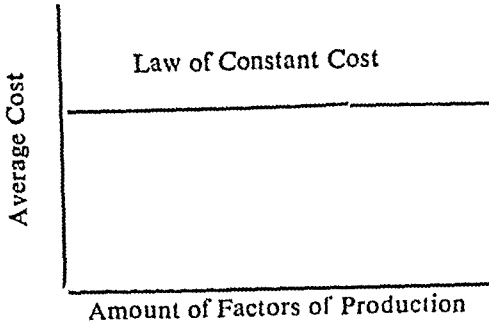 Law of Constant Cost
Average Cost
Amount of Factors of Production